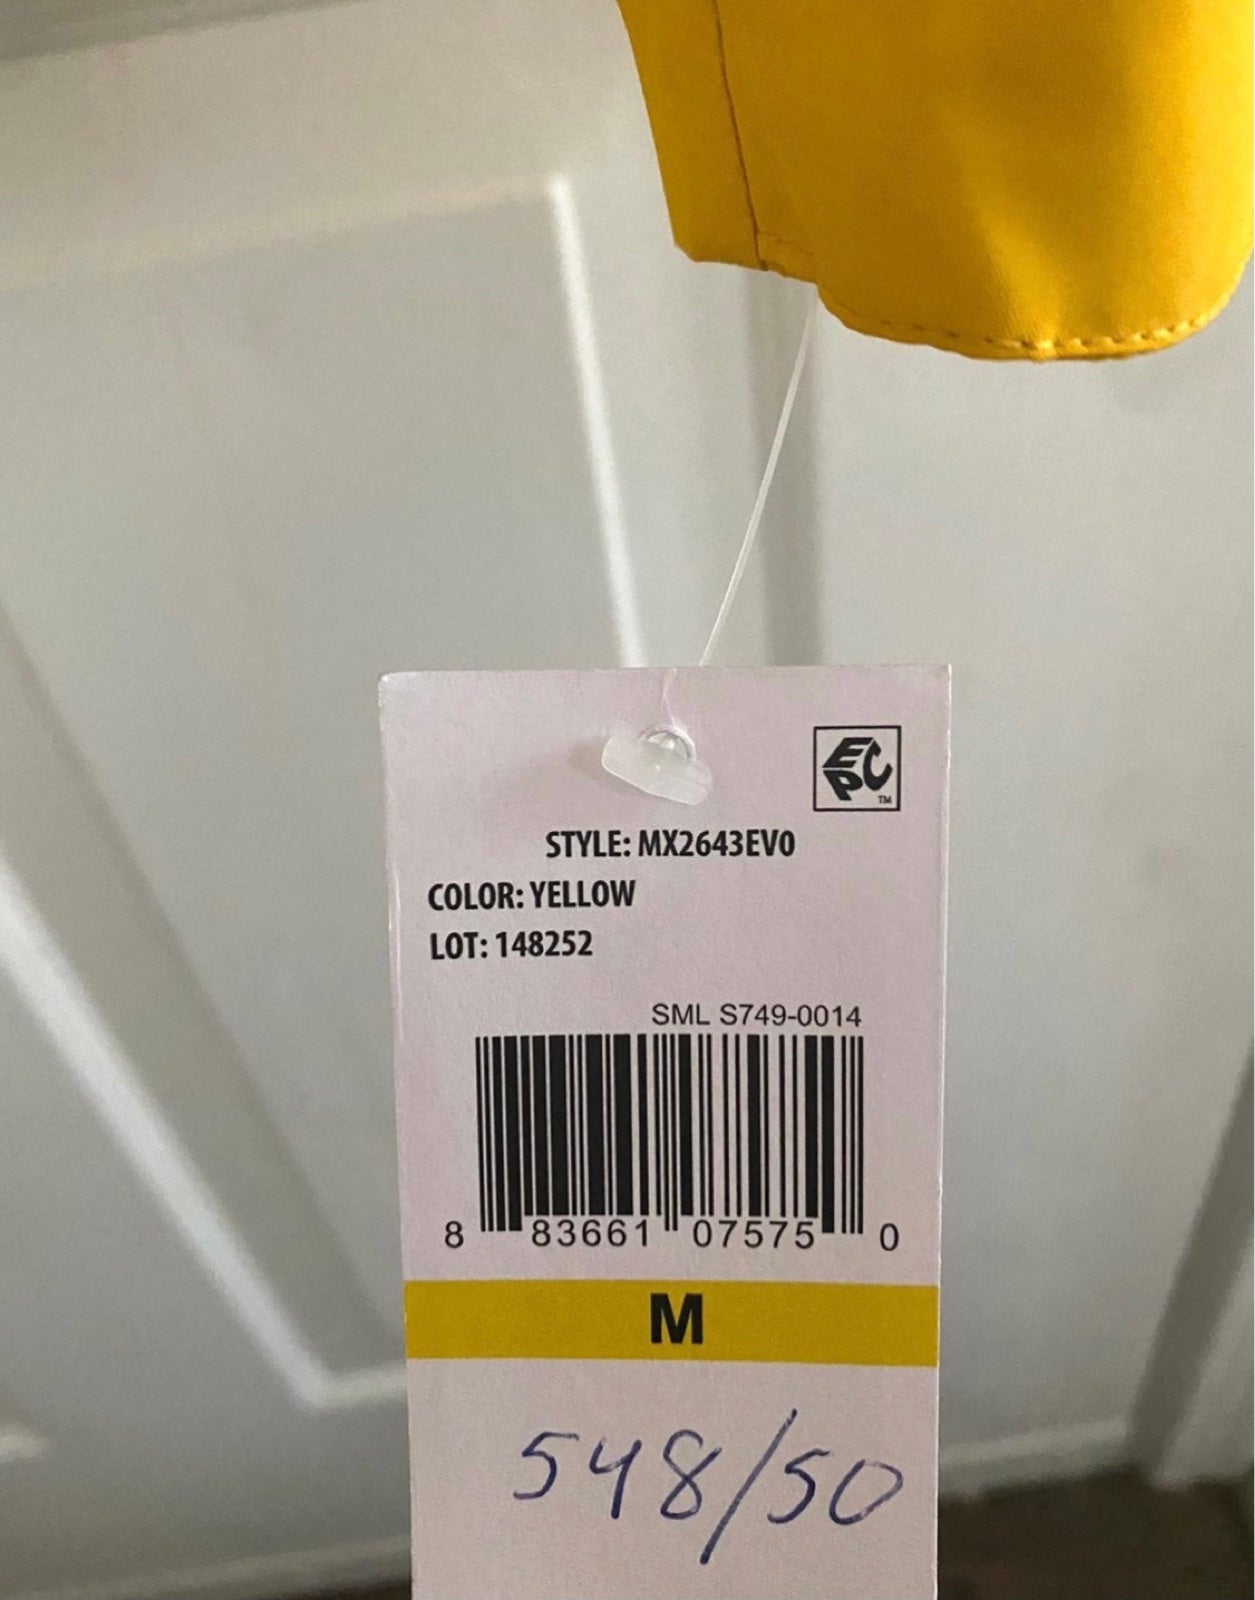 EPC
TM
STYLE: MX2643EV0
COLOR: YELLOW
LOT: 148252
SML S749-0014
8 83661 07575 0
M
548/50